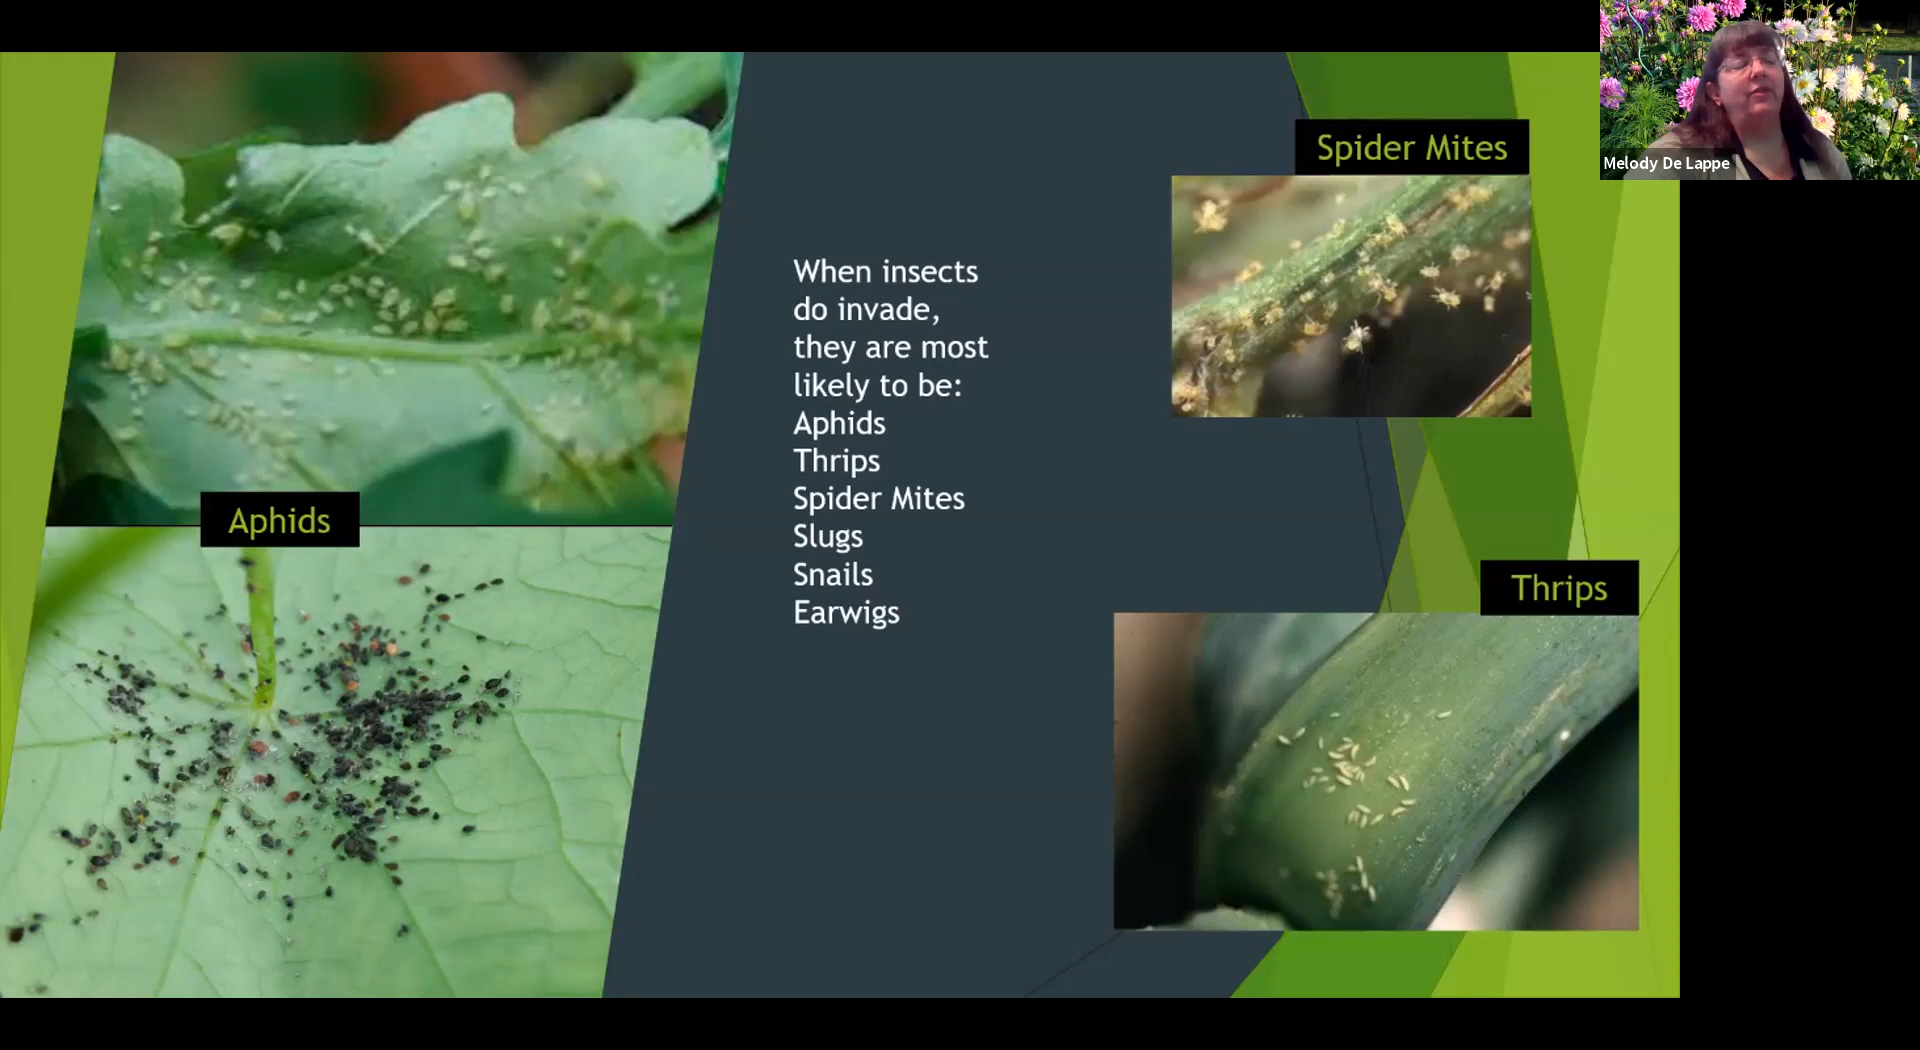 Spider Mites
Melody De Lappe
When insects
do invade,
they are most
likely to be:
Aphids
Thrips
Spider Mites
Slugs
Snails
Earwigs
Aphids
Thrips